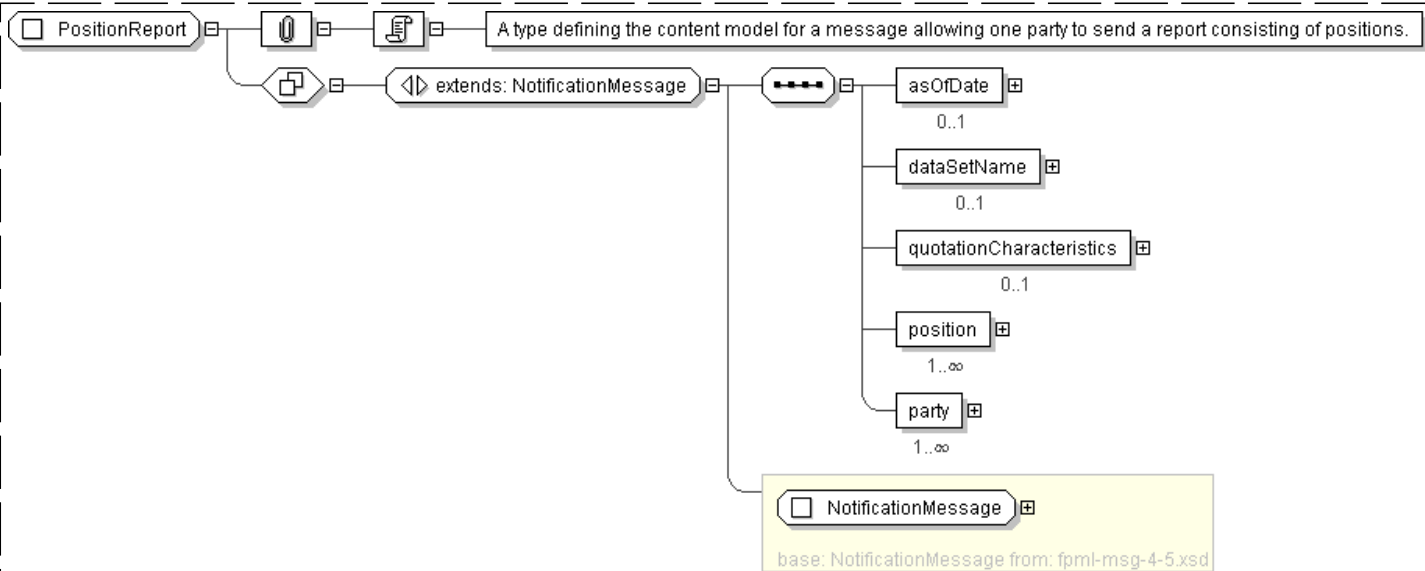 PositionReport
A type defining the content model for a message allowing one party to send a report consisting of positions.
extends: NotificationMessage
asOfDate
0..1
dataSetName
0..1
quotationCharacteristics
0..1
position
1..∞
party
1..∞
NotificationMessage
base: NotificationMessage from: fpml-msg-4-5.xsd